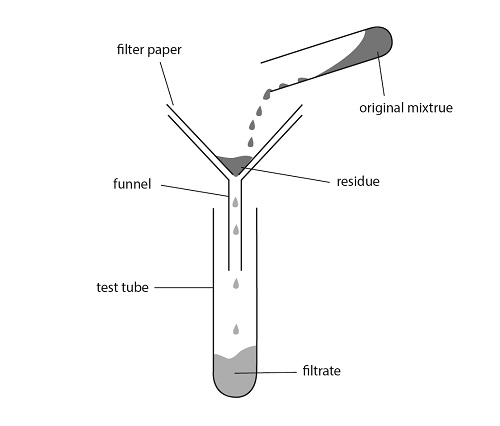 filter paper
original mixtrue
residue
funnel
test tube
filtrate